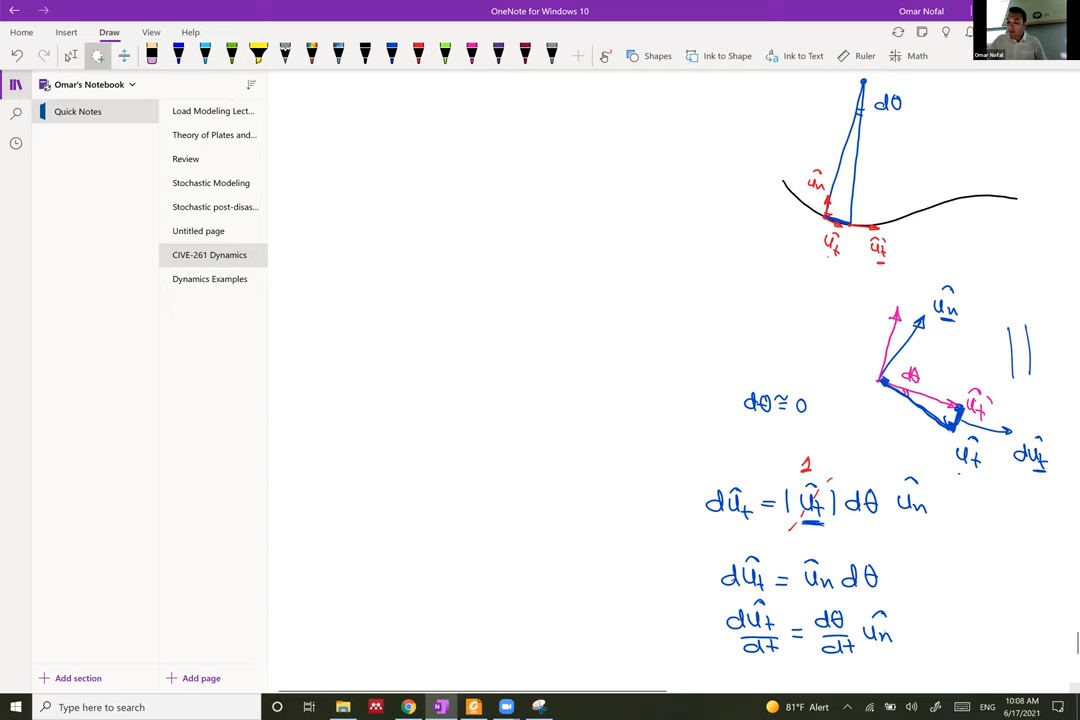 OneNote for Windows 10
Omar Nofal
Home Insert Draw View Help
Shapes Ink to Shape Ink to Text Ruler Math
Omar Nofal
Omar's Notebook
Quick Notes
Load Modeling Lect...
Theory of Plates and...
Review
Stochastic Modeling
Stochastic post-disas...
Untitled page
CIVE-261 Dynamics
Dynamics Examples
dθ
ûn
ût ût'
ûn
dθ
ût'
dθ ≅ 0
ût dût
1
dût = |ût| dθ ûn
dût = ûn dθ
dût/dt = dθ/dt ûn
Add section Add page
Type here to search
81°F Alert
ENG
10:08 AM
6/17/2021